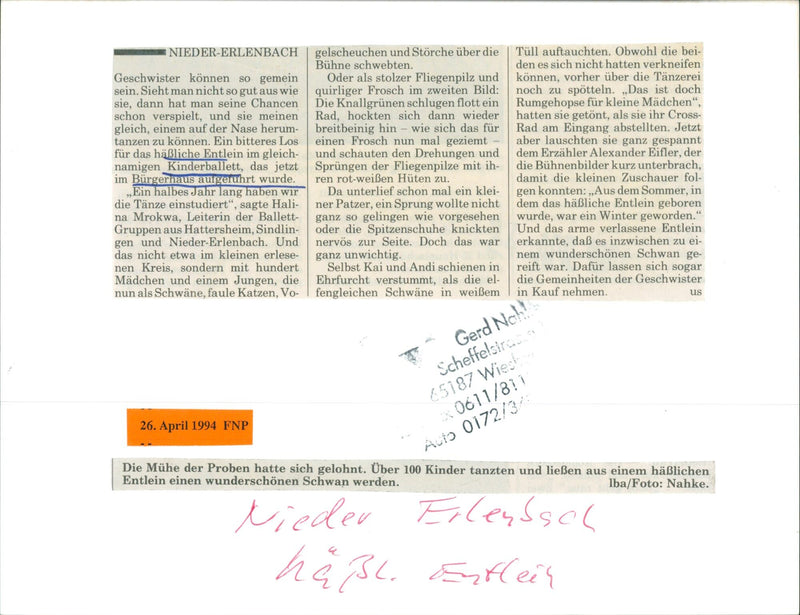 NIEDER-ERLENBACH
Geschwister können so gemein
sein. Sieht man nicht so gut aus wie
sie, dann hat man seine Chancen
schon verspielt, und sie meinen
gleich, einem auf der Nase herum-
tanzen zu können. Ein bitteres Los
für das häßliche Entlein im gleich-
namigen Kinderballett, das jetzt
im Bürgerhaus aufgeführt wurde.
„Ein halbes Jahr lang haben wir
die Tänze einstudiert“, sagte Hali-
na Mrokwa, Leiterin der Ballett-
Gruppen aus Hattersheim, Sindlin-
gen und Nieder-Erlenbach. Und
das nicht etwa im kleinen erlese-
nen Kreis, sondern mit hundert
Mädchen und einem Jungen, die
nun als Schwäne, faule Katzen, Vo-
gelscheuchen und Störche über die
Bühne schwebten.
Oder als stolzer Fliegenpilz und
quirliger Frosch im zweiten Bild:
Die Knallgrünen schlugen flott ein
Rad, hockten sich dann wieder
breitbeinig hin – wie sich das für
einen Frosch nun mal geziemt –
und schauten den Drehungen und
Sprüngen der Fliegenpilze mit ih-
ren rot-weißen Hüten zu.
Da unterlief schon mal ein klei-
ner Patzer, ein Sprung wollte nicht
ganz so gelingen wie vorgesehen
oder die Spitzenschuhe knickten
nervös zur Seite. Doch das war
ganz unwichtig.
Selbst Kai und Andi schienen in
Ehrfurcht verstummt, als die el-
fengleichen Schwäne in weißem
Tüll auftauchten. Obwohl die bei-
den es sich nicht hatten verkneifen
können, vorher über die Tänzerei
noch zu spötteln. „Das ist doch
Rumgehopse für kleine Mädchen“,
hatten sie getönt, als sie ihr Cross-
Rad am Eingang abstellten. Jetzt
aber lauschten sie ganz gespannt
dem Erzähler Alexander Eifler, der
die Bühnenbilder kurz unterbrach,
damit die kleinen Zuschauer fol-
gen konnten: „Aus dem Sommer, in
dem das häßliche Entlein geboren
wurde, war ein Winter geworden.“
Und das arme verlassene Entlein
erkannte, daß es inzwischen zu ei-
nem wunderschönen Schwan ge-
reift war. Dafür lassen sich sogar
die Gemeinheiten der Geschwister
in Kauf nehmen. us
Gerd
65187
0611/811
Auto 0172/
26. April 1994 FNP
Die Mühe der Proben hatte sich gelohnt. Über 100 Kinder tanzten und ließen aus einem häßlichen
Entlein einen wunderschönen Schwan werden. lba/Foto: Nahke.
Nieder Erlenbach
häßl. Entlein